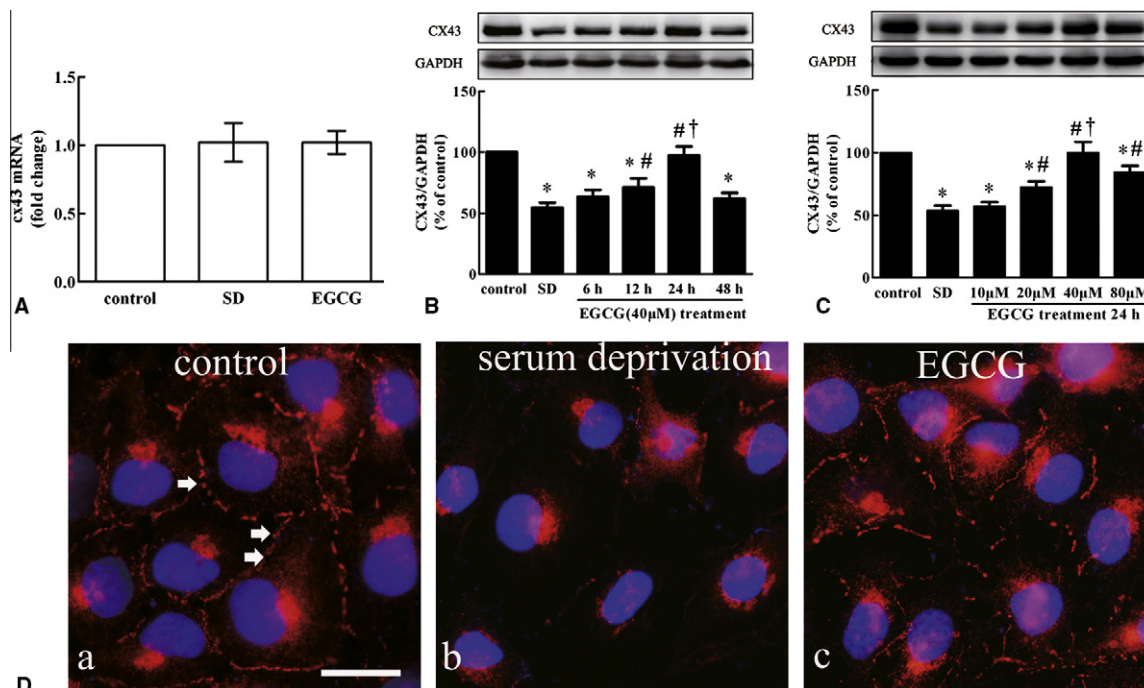 A
cx43 mRNA
(fold change)
1.5
1.0
0.5
0.0
control SD EGCG
B
CX43
GAPDH
CX43/GAPDH
(% of control)
150
100
50
0
* * * # # † *
control SD 6 h 12 h 24 h 48 h
EGCG(40μM) treatment
C
CX43
GAPDH
CX43/GAPDH
(% of control)
150
100
50
0
* * *# # † *#
control SD 10μM 20μM 40μM 80μM
EGCG treatment 24 h
D
control
a
serum deprivation
b
EGCG
c